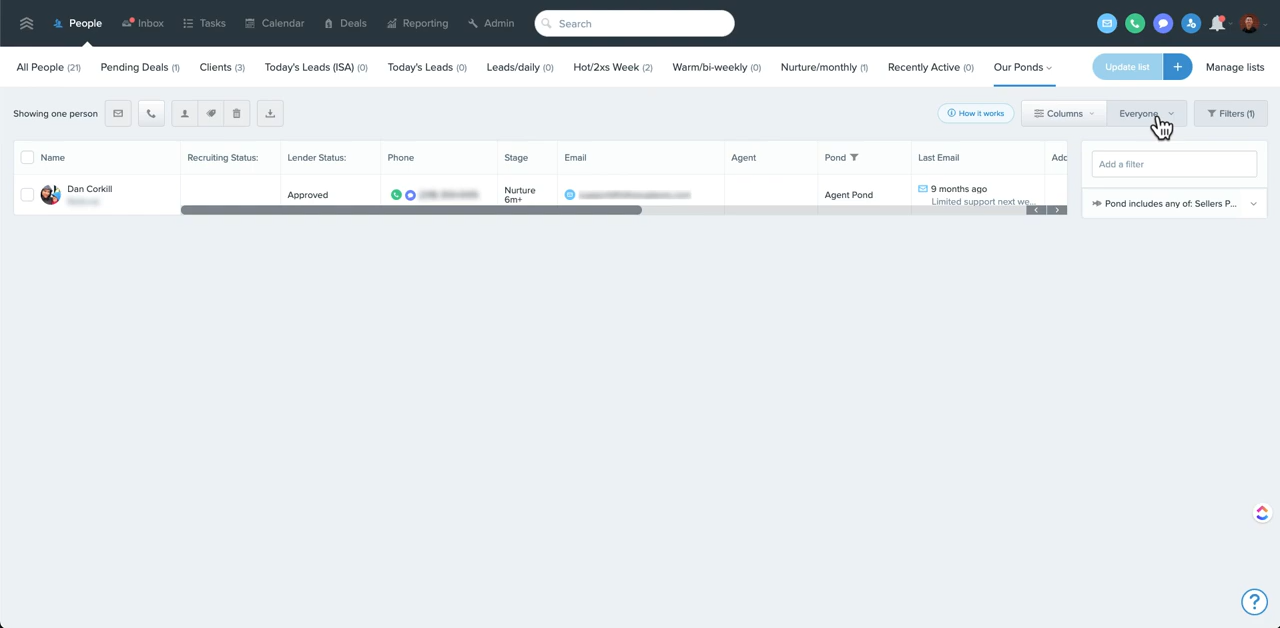 People Inbox Tasks Calendar Deals Reporting Admin Search
All People (21) Pending Deals (1) Clients (3) Today's Leads (ISA) (0) Today's Leads (0) Leads/daily (0) Hot/2xs Week (2) Warm/bi-weekly (0) Nurture/monthly (1) Recently Active (0) Our Ponds Update list + Manage lists
Showing one person How it works Columns Everyone Filters (1)
Name Recruiting Status: Lender Status: Phone Stage Email Agent Pond Last Email Adc
Add a filter
Dan Corkill Approved Nurture 6m+ Agent Pond 9 months ago
Limited support next we...
Pond includes any of: Sellers P...
?